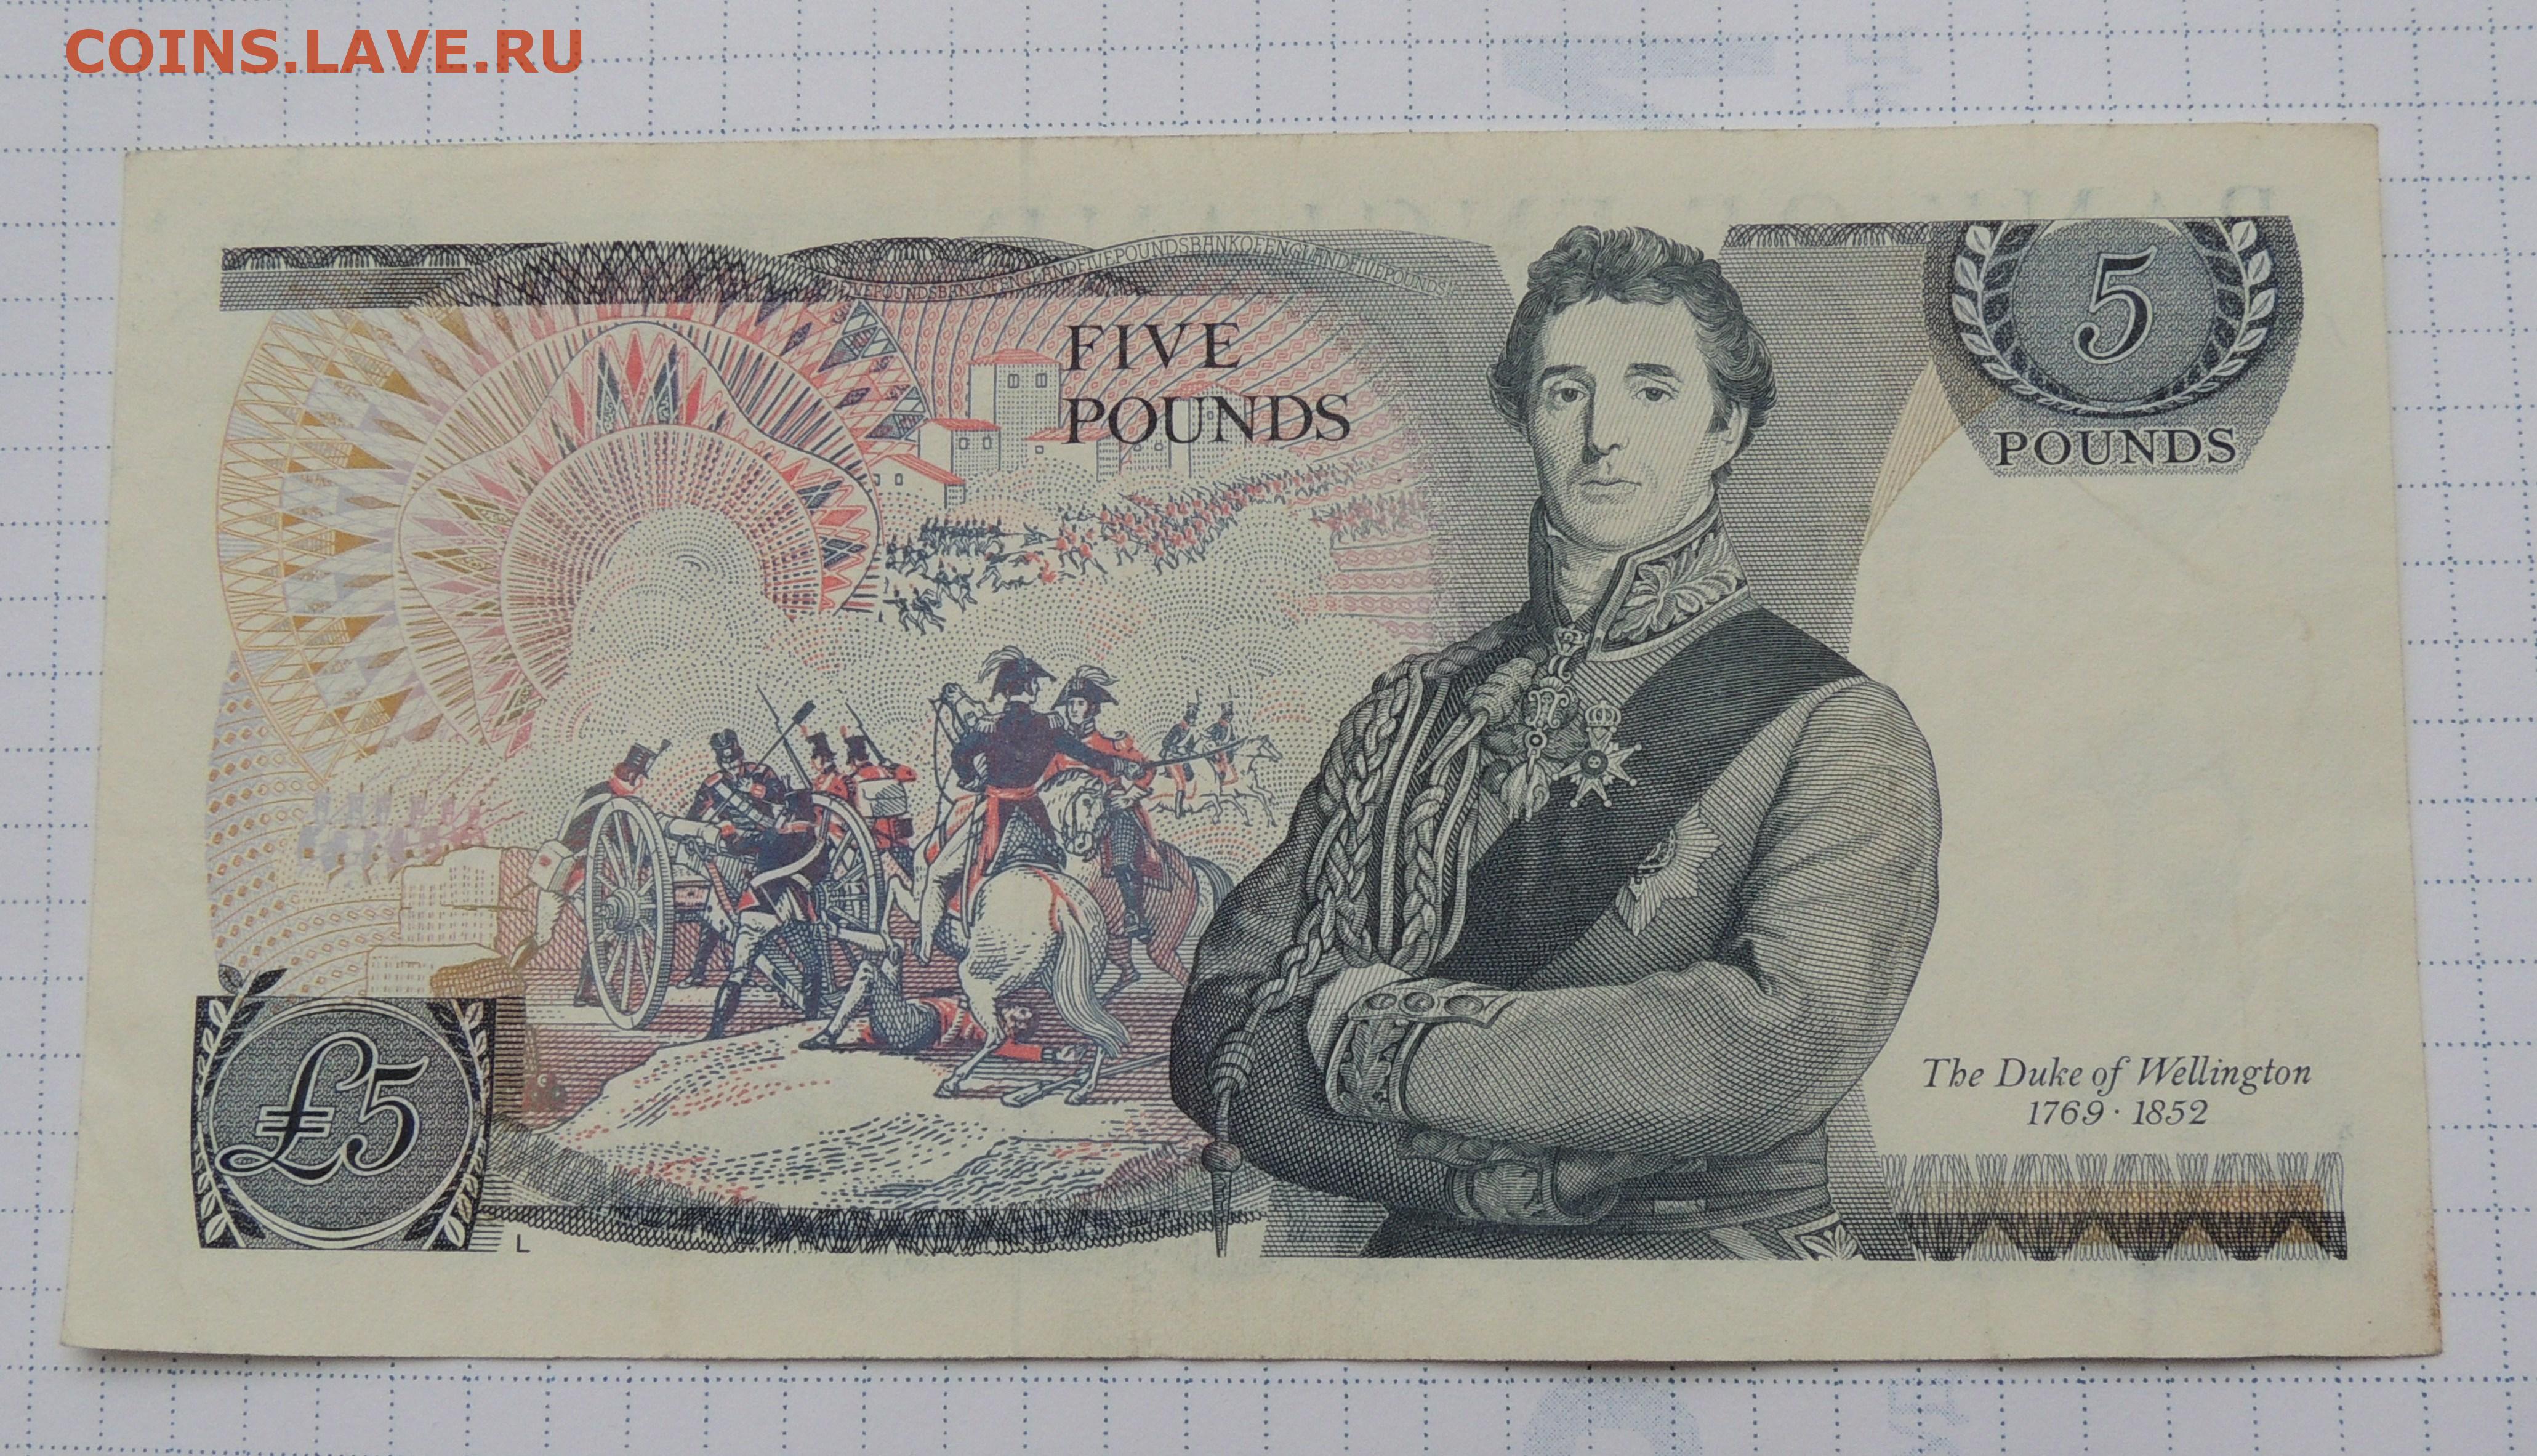 COINS.LAVE.RU
FIVEPOUNDSBANKOFENGLANDFIVEPOUNDSBANKOFENGLANDFIVEPOUNDS
FIVE
POUNDS
5
POUNDS
£5
L
The Duke of Wellington
1769 · 1852